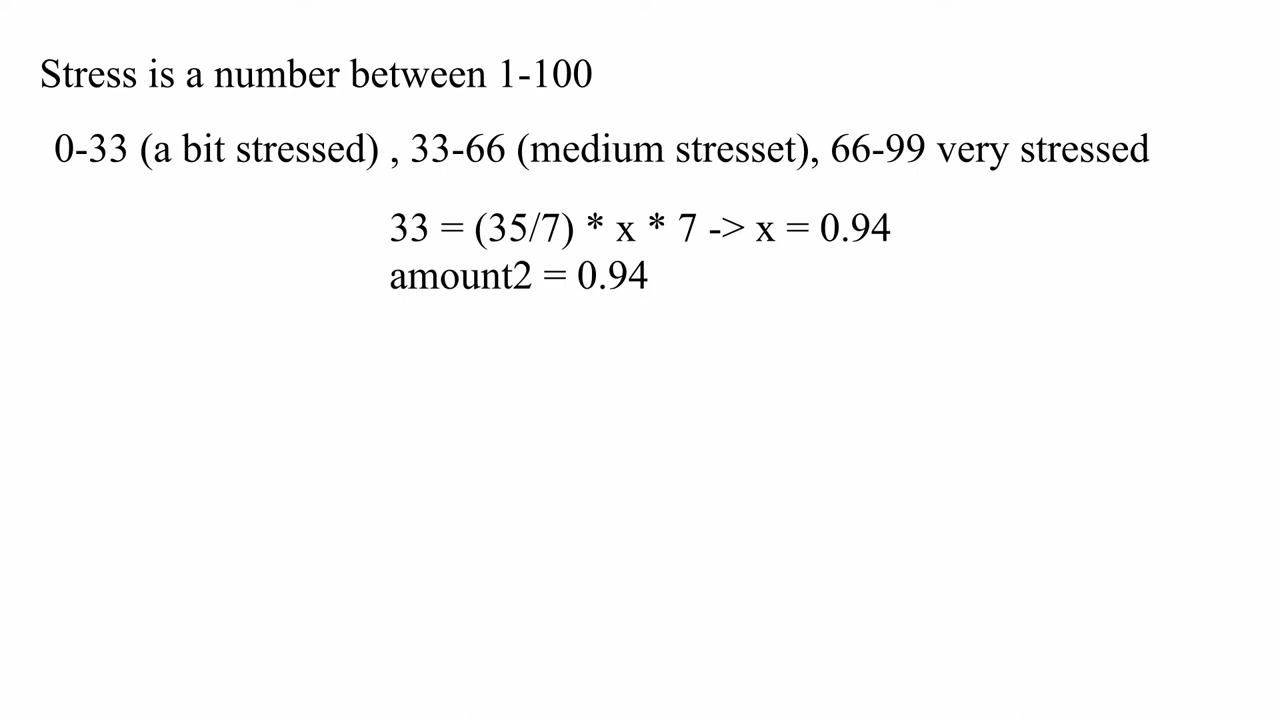 Stress is a number between 1-100
0-33 (a bit stressed) , 33-66 (medium stresset), 66-99 very stressed
33 = (35/7) * x * 7 -> x = 0.94
amount2 = 0.94